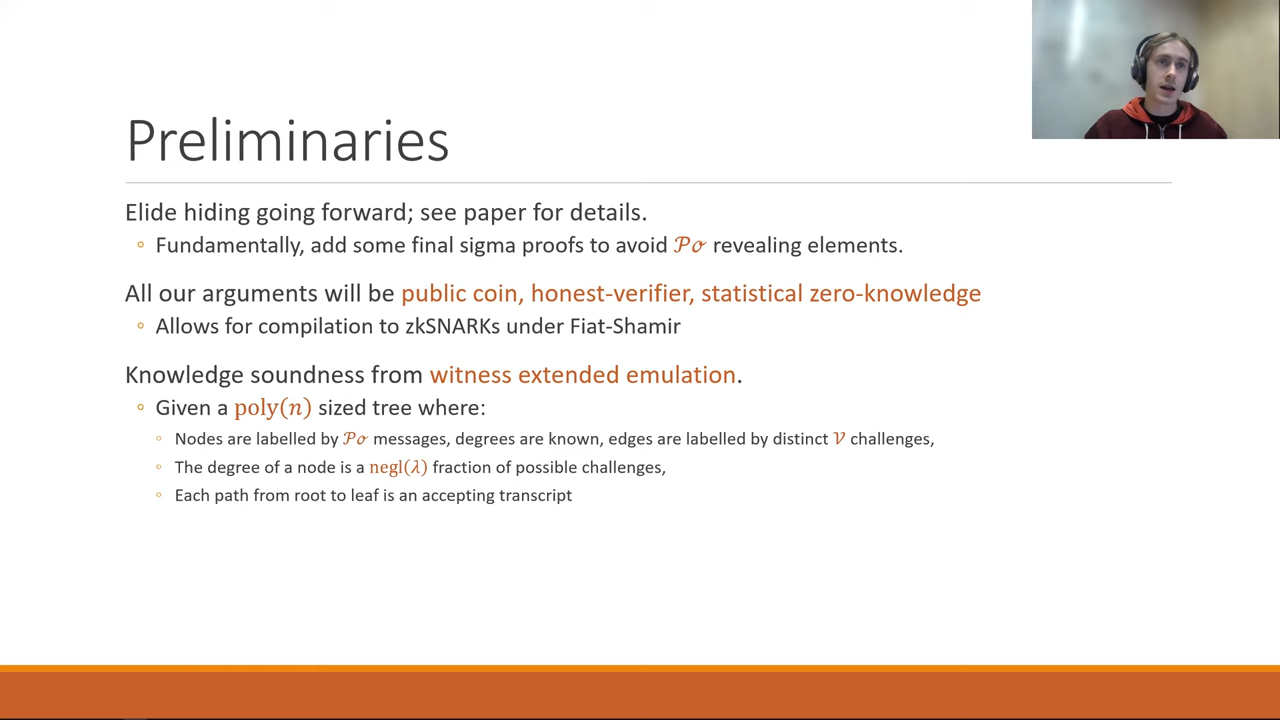 Preliminaries
Elide hiding going forward; see paper for details.
◦ Fundamentally, add some final sigma proofs to avoid 𝒫ℴ revealing elements.
All our arguments will be public coin, honest-verifier, statistical zero-knowledge
◦ Allows for compilation to zkSNARKs under Fiat-Shamir
Knowledge soundness from witness extended emulation.
◦ Given a poly(n) sized tree where:
◦ Nodes are labelled by 𝒫ℴ messages, degrees are known, edges are labelled by distinct 𝒱 challenges,
◦ The degree of a node is a negl(λ) fraction of possible challenges,
◦ Each path from root to leaf is an accepting transcript